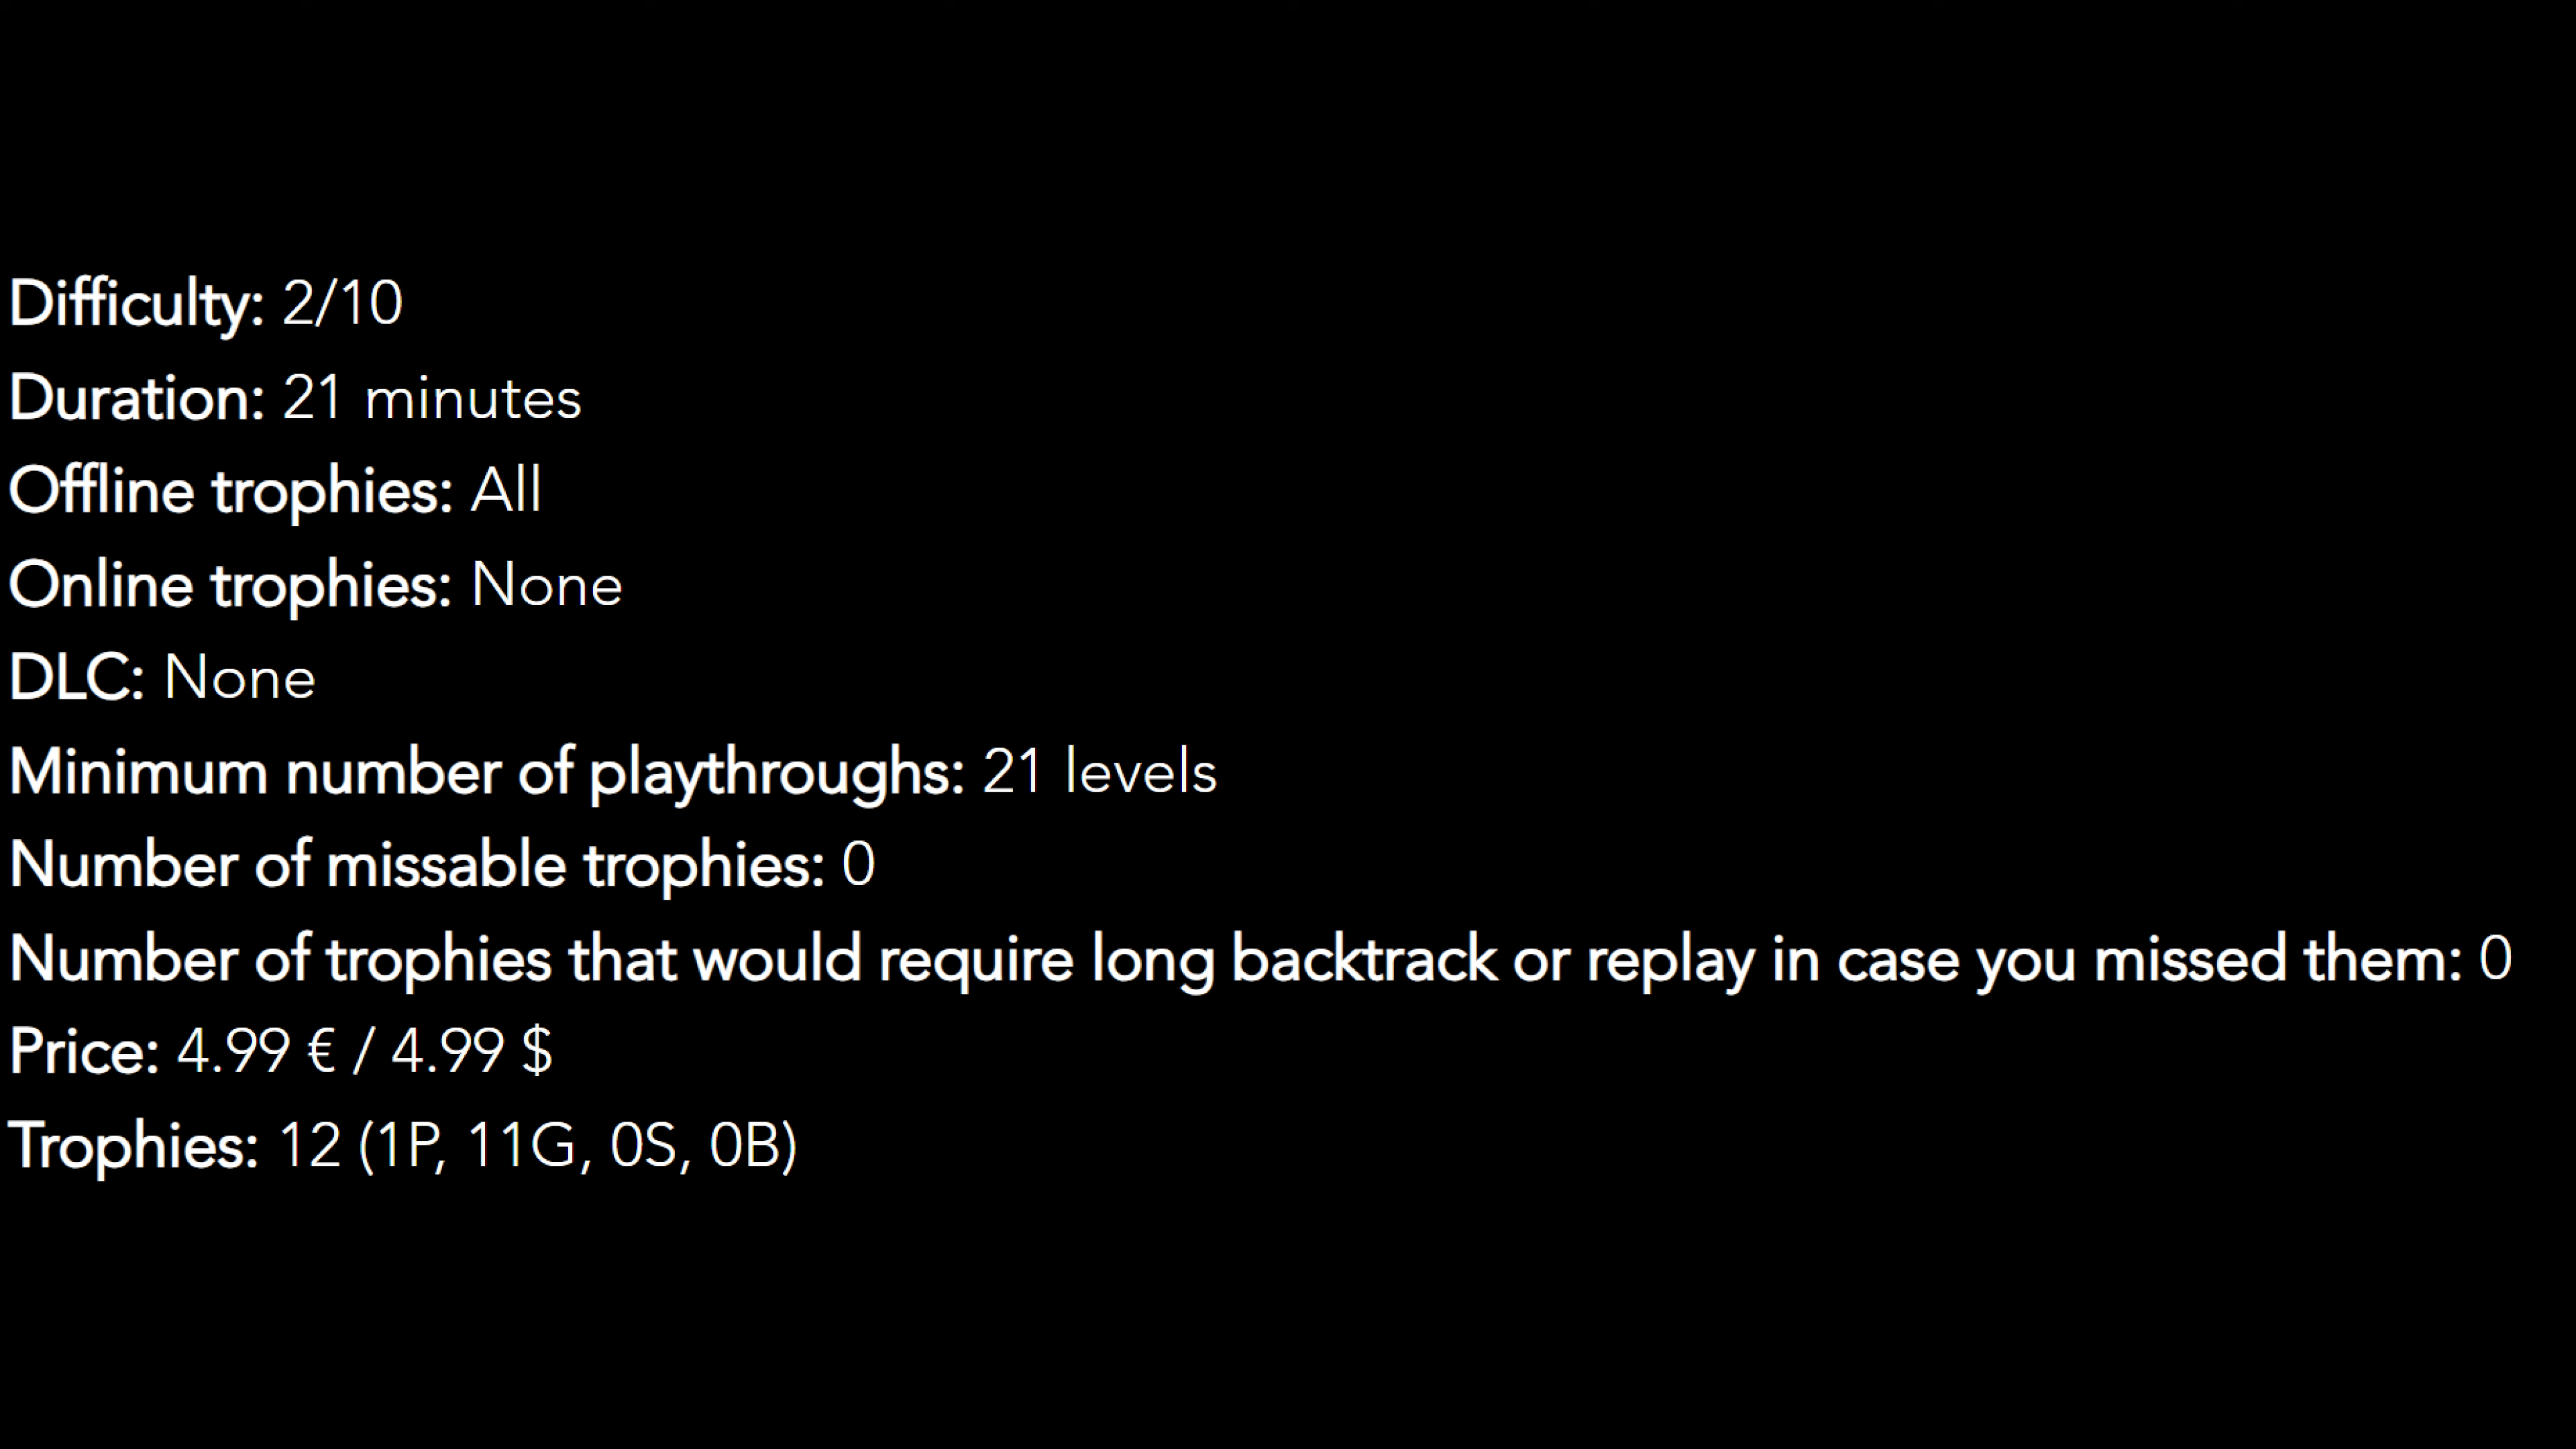 Difficulty: 2/10
Duration: 21 minutes
Offline trophies: All
Online trophies: None
DLC: None
Minimum number of playthroughs: 21 levels
Number of missable trophies: 0
Number of trophies that would require long backtrack or replay in case you missed them: 0
Price: 4.99 € / 4.99 $
Trophies: 12 (1P, 11G, 0S, 0B)